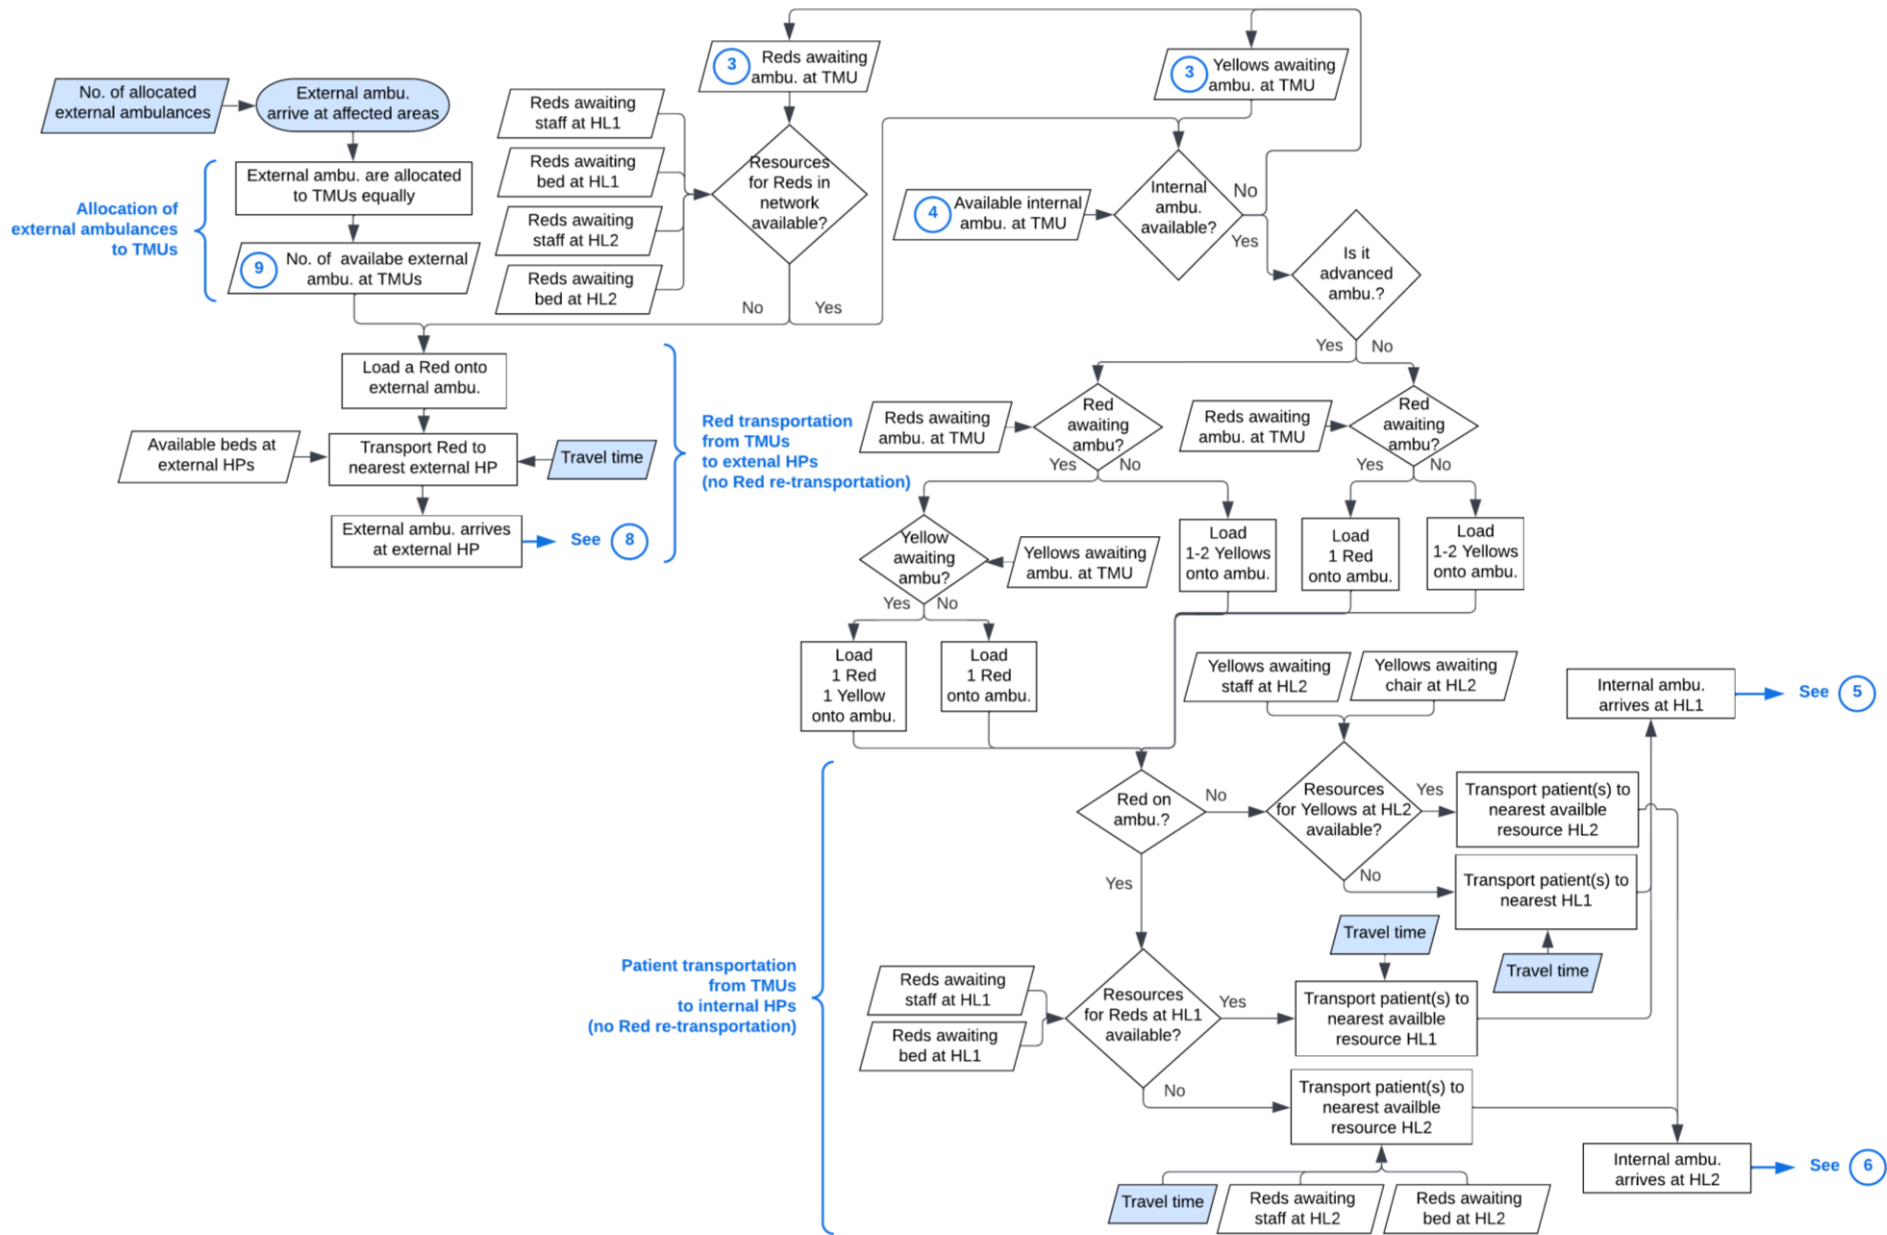 No. of allocated
external ambulances
External ambu.
arrive at affected areas
Allocation of
external ambulances
to TMUs
External ambu. are allocated
to TMUs equally
9
No. of availabe external
ambu. at TMUs
3
Reds awaiting
ambu. at TMU
Reds awaiting
staff at HL1
Reds awaiting
bed at HL1
Reds awaiting
staff at HL2
Reds awaiting
bed at HL2
Resources
for Reds in
network
available?
No
Yes
3
Yellows awaiting
ambu. at TMU
4
Available internal
ambu. at TMU
Internal
ambu.
available?
No
Yes
Is it
advanced
ambu.?
Yes
No
Load a Red onto
external ambu.
Available beds at
external HPs
Transport Red to
nearest external HP
Travel time
External ambu. arrives
at external HP
See
8
Red transportation
from TMUs
to extenal HPs
(no Red re-transportation)
Reds awaiting
ambu. at TMU
Red
awaiting
ambu?
Yes
No
Reds awaiting
ambu. at TMU
Red
awaiting
ambu?
Yes
No
Yellow
awaiting
ambu?
Yes
No
Yellows awaiting
ambu. at TMU
Load
1-2 Yellows
onto ambu.
Load
1 Red
onto ambu.
Load
1-2 Yellows
onto ambu.
Load
1 Red
1 Yellow
onto ambu.
Load
1 Red
onto ambu.
Yellows awaiting
staff at HL2
Yellows awaiting
chair at HL2
Internal ambu.
arrives at HL1
See
5
Red on
ambu.?
No
Yes
Resources
for Yellows at HL2
available?
Yes
No
Transport patient(s) to
nearest availble
resource HL2
Transport patient(s) to
nearest HL1
Travel time
Travel time
Patient transportation
from TMUs
to internal HPs
(no Red re-transportation)
Reds awaiting
staff at HL1
Reds awaiting
bed at HL1
Resources
for Reds at HL1
available?
Yes
No
Transport patient(s) to
nearest availble
resource HL1
Transport patient(s) to
nearest availble
resource HL2
Travel time
Reds awaiting
staff at HL2
Reds awaiting
bed at HL2
Internal ambu.
arrives at HL2
See
6